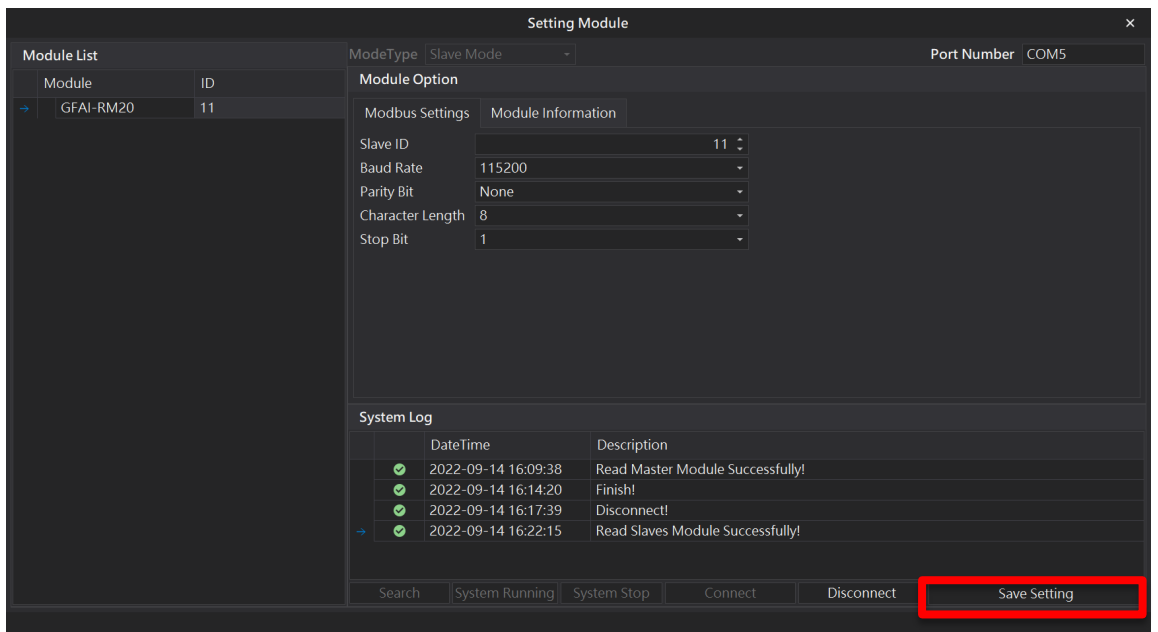 Setting Module
Module List
ModeType Slave Mode Port Number COM5
Module ID
GFAI-RM20 11
Module Option
Modbus Settings Module Information
Slave ID 11
Baud Rate 115200
Parity Bit None
Character Length 8
Stop Bit 1
System Log
DateTime Description
2022-09-14 16:09:38 Read Master Module Successfully!
2022-09-14 16:14:20 Finish!
2022-09-14 16:17:39 Disconnect!
2022-09-14 16:22:15 Read Slaves Module Successfully!
Search System Running System Stop Connect Disconnect Save Setting